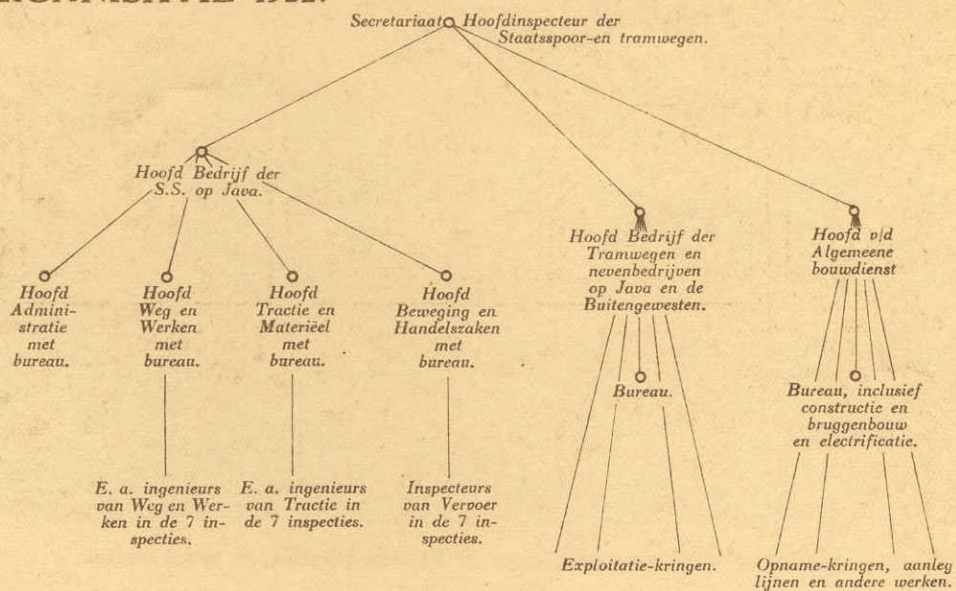 Secretariaat Hoofdinspecteur der
Staatsspoor-en tramwegen.
Hoofd Bedrijf der
S.S. op Java.
Hoofd Bedrijf der
Tramwegen en
nevenbedrijven
op Java en de
Buitengewesten.
Hoofd v/d
Algemeene
bouwdienst
Hoofd
Admini-
stratie
met
bureau.
Hoofd
Weg en
Werken
met
bureau.
Hoofd
Tractie en
Materiëel
met
bureau.
Hoofd
Beweging en
Handelszaken
met
bureau.
Bureau.
Bureau, inclusief
constructie en
bruggenbouw
en electrificatie.
E. a. ingenieurs
van Weg en Wer-
ken in de 7 in-
specties.
E. a. ingenieurs
van Tractie in
de 7 inspecties.
Inspecteurs
van Vervoer
in de 7 in-
specties.
Exploitatie-kringen.
Opname-kringen, aanleg
lijnen en andere werken.